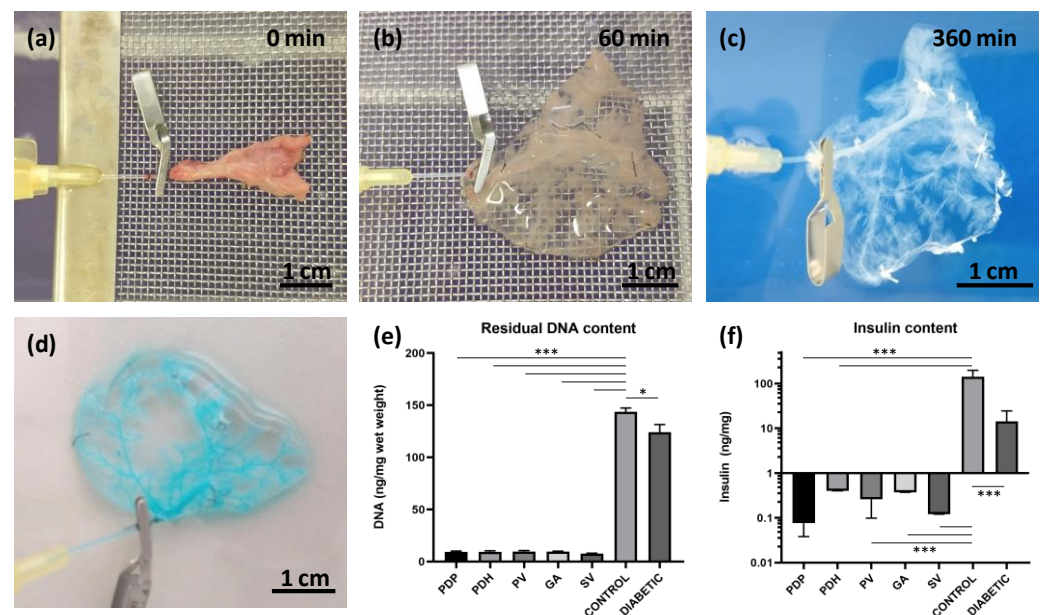 (a)
0 min
1 cm
(b)
60 min
1 cm
(c)
360 min
1 cm
(d)
1 cm
(e)
Residual DNA content
***
*
DNA (ng/mg wet weight)
200
150
100
50
0
PDP
PDH
PV
GA
SV
CONTROL
DIABETIC
(f)
Insulin content
***
***
***
Insulin (ng/mg)
100
10
1
0.1
0.01
PDP
PDH
PV
GA
SV
CONTROL
DIABETIC